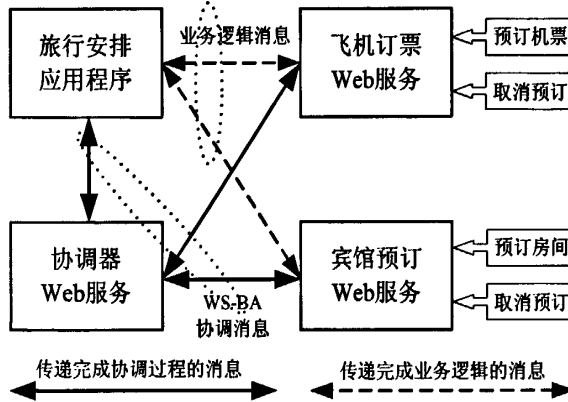 旅行安排
应用程序
业务逻辑消息
飞机订票
Web服务
预订机票
取消预订
协调器
Web服务
WS-BA
协调消息
宾馆预订
Web服务
预订房间
取消预订
传递完成协调过程的消息
传递完成业务逻辑的消息